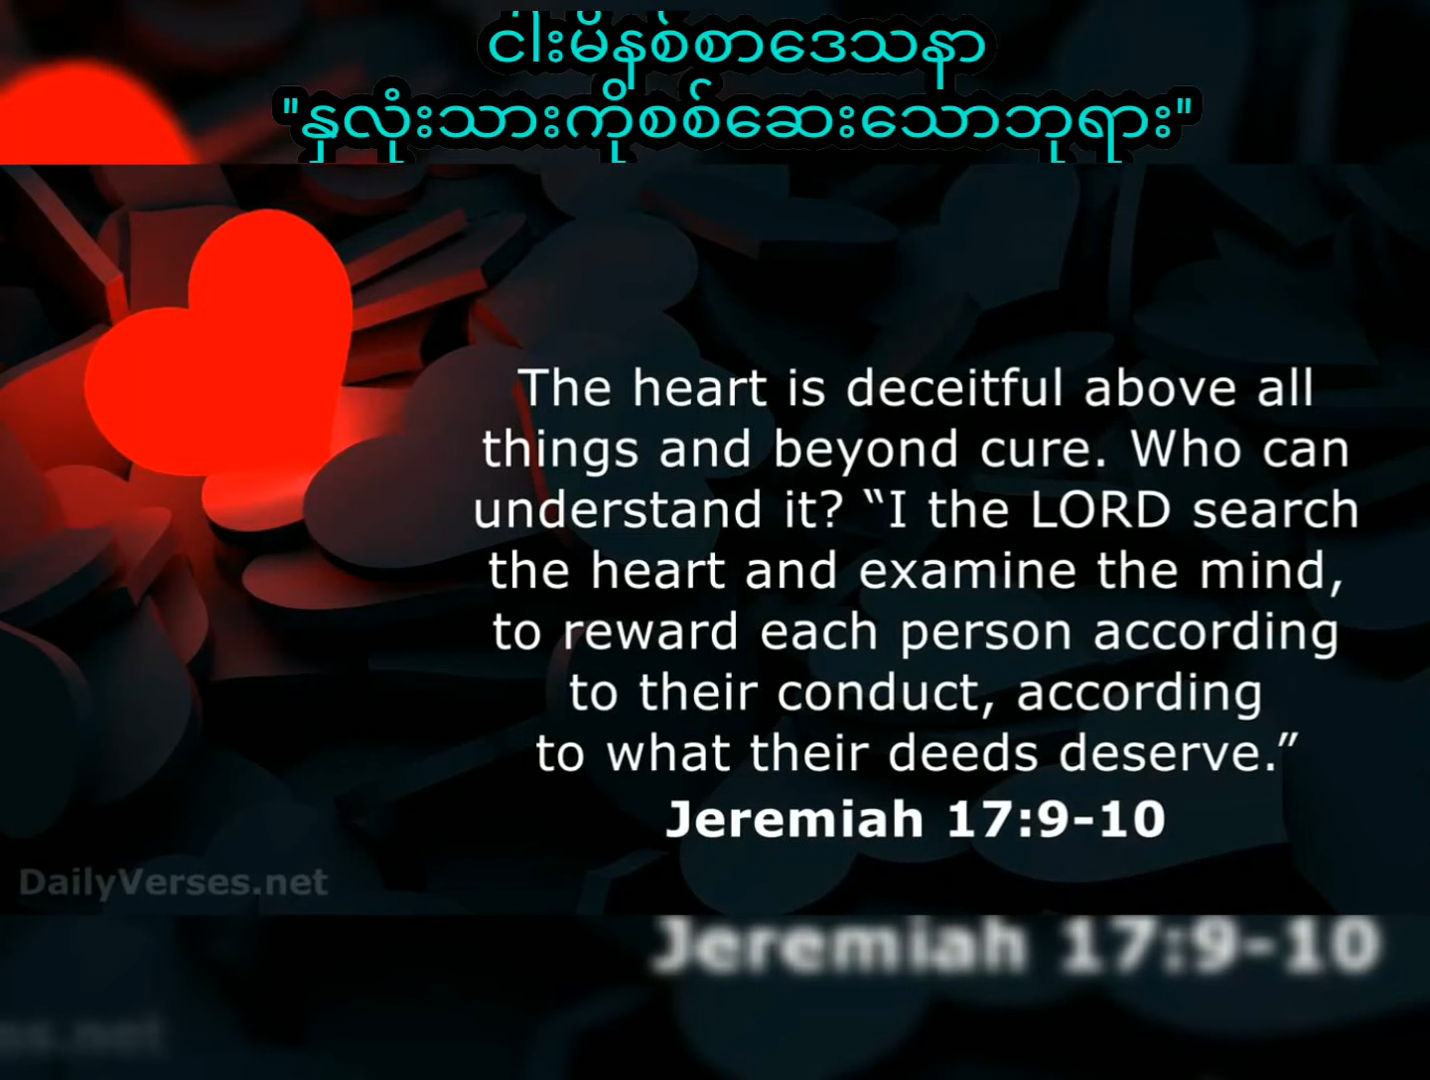 ငါးမိနစ်စာဒေသနာ
"နှလုံးသားကိုစစ်ဆေးသောဘုရား"
The heart is deceitful above all
things and beyond cure. Who can
understand it? “I the LORD search
the heart and examine the mind,
to reward each person according
to their conduct, according
to what their deeds deserve.”
Jeremiah 17:9-10
DailyVerses.net
Jeremiah 17:9-10
es.net